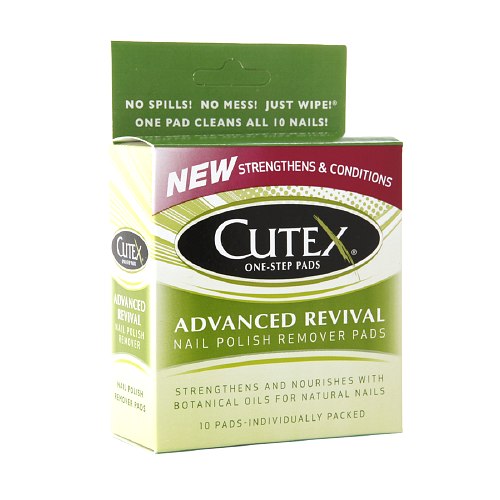 NO SPILLS! NO MESS! JUST WIPE!®
ONE PAD CLEANS ALL 10 NAILS!
NEW STRENGTHENS & CONDITIONS
CUTEX®
ONE-STEP PADS
ADVANCED REVIVAL
NAIL POLISH REMOVER PADS
STRENGTHENS AND NOURISHES WITH
BOTANICAL OILS FOR NATURAL NAILS
10 PADS-INDIVIDUALLY PACKED
CUTEX
ADVANCED
REVIVAL
NAIL POLISH
REMOVER
NAIL POLISH
REMOVER PADS